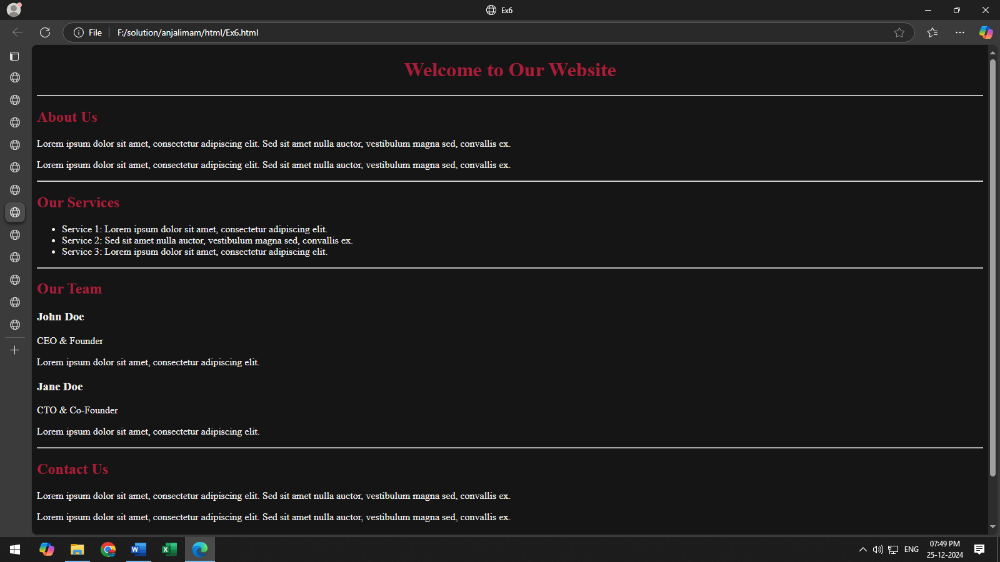 Ex6
File
F:/solution/anjalimam/html/Ex6.html
Welcome to Our Website
About Us
Lorem ipsum dolor sit amet, consectetur adipiscing elit. Sed sit amet nulla auctor, vestibulum magna sed, convallis ex.
Lorem ipsum dolor sit amet, consectetur adipiscing elit. Sed sit amet nulla auctor, vestibulum magna sed, convallis ex.
Our Services
• Service 1: Lorem ipsum dolor sit amet, consectetur adipiscing elit.
• Service 2: Sed sit amet nulla auctor, vestibulum magna sed, convallis ex.
• Service 3: Lorem ipsum dolor sit amet, consectetur adipiscing elit.
Our Team
John Doe
CEO & Founder
Lorem ipsum dolor sit amet, consectetur adipiscing elit.
Jane Doe
CTO & Co-Founder
Lorem ipsum dolor sit amet, consectetur adipiscing elit.
Contact Us
Lorem ipsum dolor sit amet, consectetur adipiscing elit. Sed sit amet nulla auctor, vestibulum magna sed, convallis ex.
Lorem ipsum dolor sit amet, consectetur adipiscing elit. Sed sit amet nulla auctor, vestibulum magna sed, convallis ex.
ENG
07:49 PM
25-12-2024